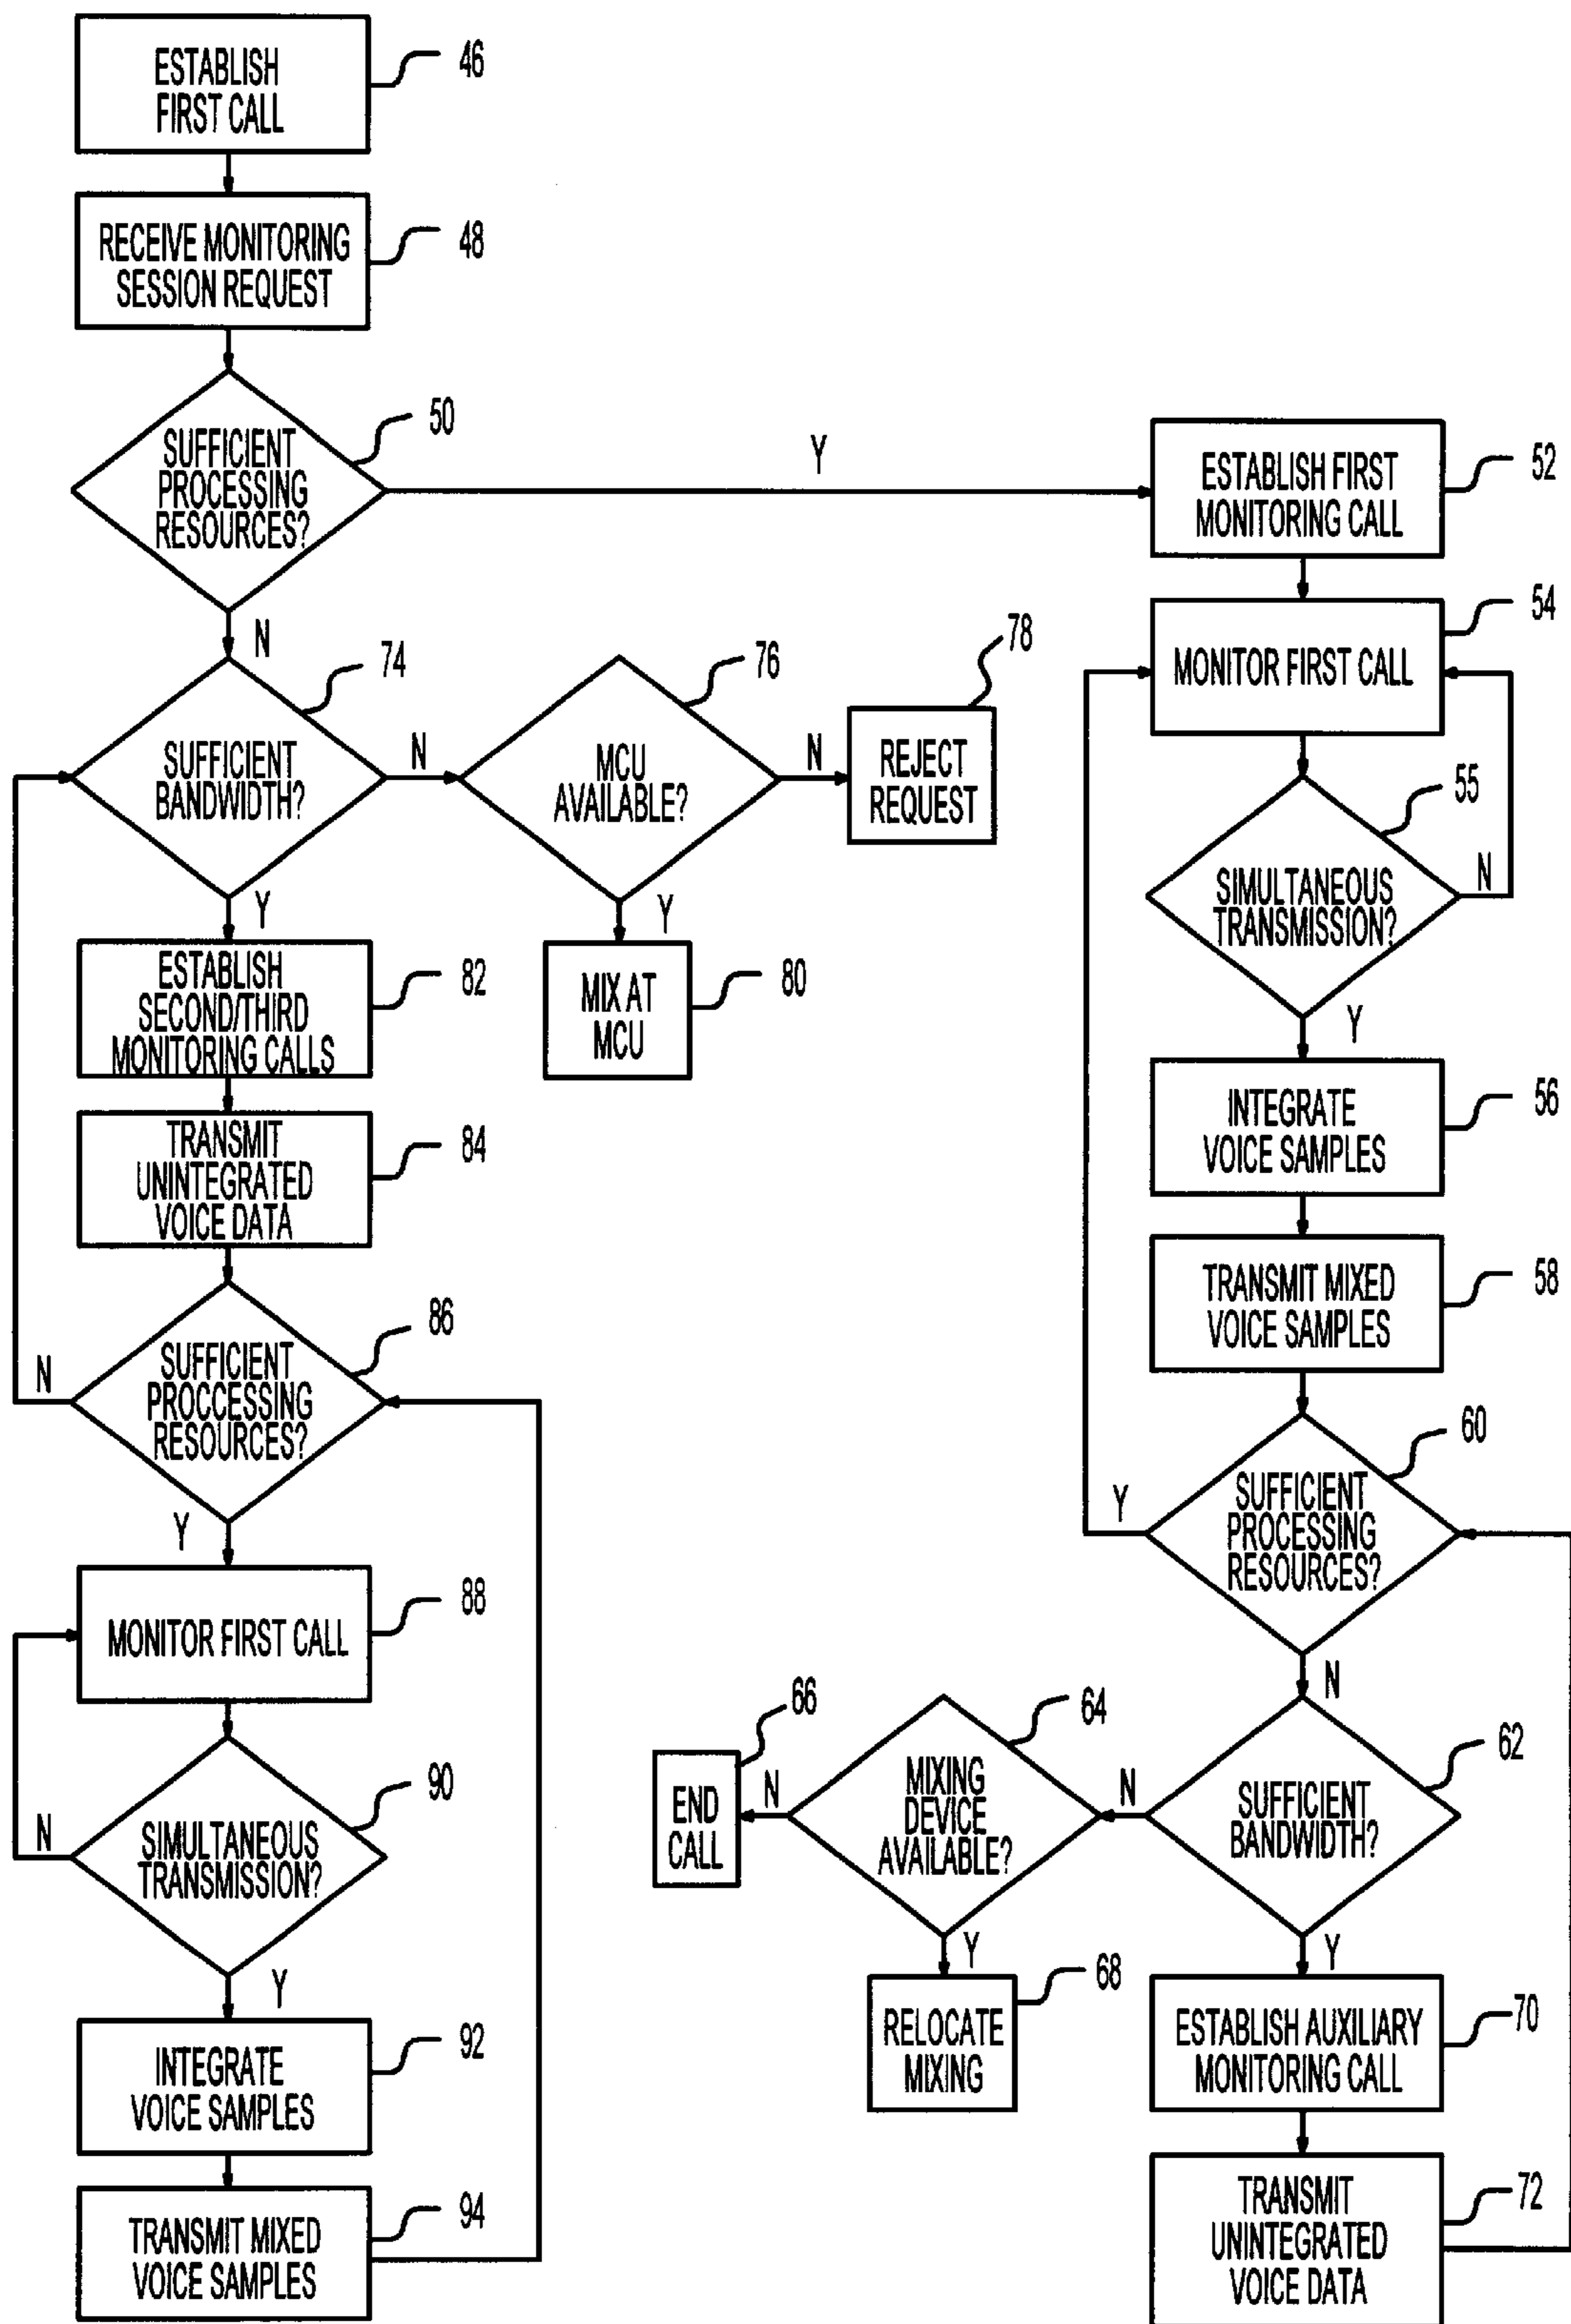 ESTABLISH
FIRST CALL
46
RECEIVE MONITORING
SESSION REQUEST
48
SUFFICIENT
PROCESSING
RESOURCES?
50
Y
N
ESTABLISH FIRST
MONITORING CALL
52
MONITOR FIRST CALL
54
SIMULTANEOUS
TRANSMISSION?
55
N
Y
INTEGRATE
VOICE SAMPLES
56
TRANSMIT MIXED
VOICE SAMPLES
58
SUFFICIENT
PROCESSING
RESOURCES?
60
Y
N
SUFFICIENT
BANDWIDTH?
62
N
Y
MIXING
DEVICE
AVAILABLE?
64
N
Y
END
CALL
66
RELOCATE
MIXING
68
ESTABLISH AUXILIARY
MONITORING CALL
70
TRANSMIT
UNINTEGRATED
VOICE DATA
72
SUFFICIENT
BANDWIDTH?
74
N
Y
MCU
AVAILABLE?
76
N
Y
REJECT
REQUEST
78
MIX AT
MCU
80
ESTABLISH
SECOND/THIRD
MONITORING CALLS
82
TRANSMIT
UNINTEGRATED
VOICE DATA
84
SUFFICIENT
PROCCESSING
RESOURCES?
86
N
Y
MONITOR FIRST CALL
88
SIMULTANEOUS
TRANSMISSION?
90
N
Y
INTEGRATE
VOICE SAMPLES
92
TRANSMIT MIXED
VOICE SAMPLES
94